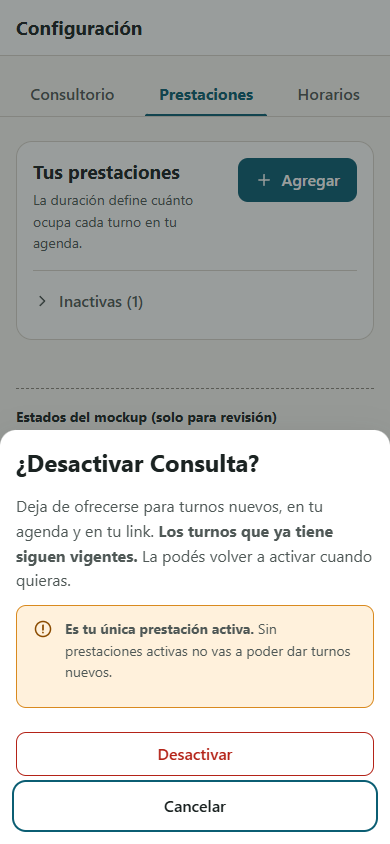 Configuración
Consultorio
Prestaciones
Horarios
Tus prestaciones
La duración define cuánto
ocupa cada turno en tu
agenda.
+ Agregar
Inactivas (1)
Estados del mockup (solo para revisión)
¿Desactivar Consulta?
Deja de ofrecerse para turnos nuevos, en tu
agenda y en tu link. Los turnos que ya tiene
siguen vigentes. La podés volver a activar cuando
quieras.
Es tu única prestación activa. Sin
prestaciones activas no vas a poder dar turnos
nuevos.
Desactivar
Cancelar